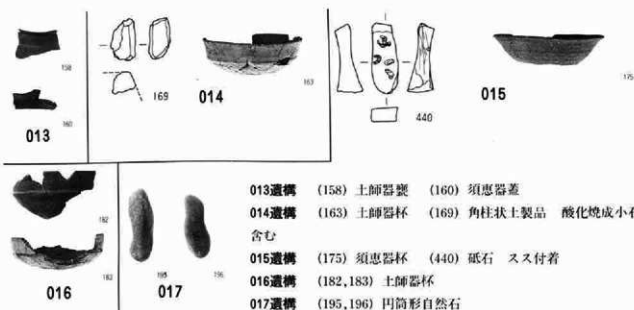 158
160
013
169
014
163
440
015
175
182
182
016
195
196
017
013遺構 (158) 土師器甕 (160) 須恵器蓋
014遺構 (163) 土師器杯 (169) 角柱状土製品 酸化焼成小石
含む
015遺構 (175) 須恵器杯 (440) 砥石 スス付着
016遺構 (182,183) 土師器杯
017遺構 (195,196) 円筒形自然石